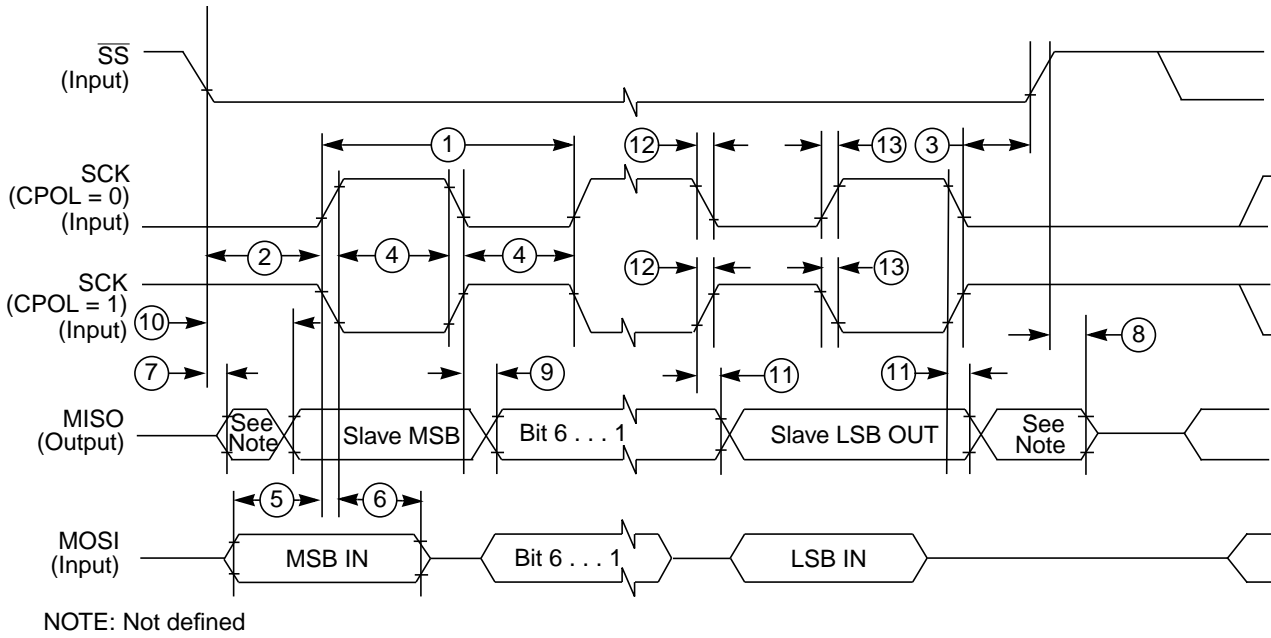 SS
(Input)
1
12
13
3
SCK
(CPOL = 0)
(Input)
2
4
4
12
13
SCK
(CPOL = 1)
(Input)
10
8
7
9
11
11
MISO
(Output)
See
Note
Slave MSB
Bit 6 . . . 1
Slave LSB OUT
See
Note
5
6
MOSI
(Input)
MSB IN
Bit 6 . . . 1
LSB IN
NOTE: Not defined